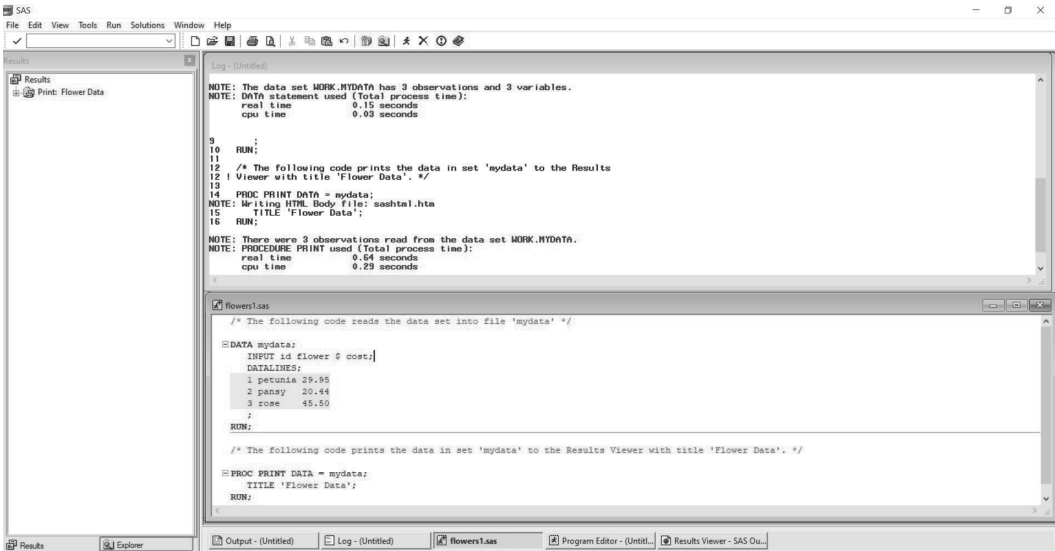 SAS
File Edit View Tools Run Solutions Window Help
Results
Results
Print: Flower Data
Log - (Untitled)
NOTE: The data set WORK.MYDATA has 3 observations and 3 variables.
NOTE: DATA statement used (Total process time):
real time 0.15 seconds
cpu time 0.03 seconds
9 ;
10 RUN;
11
12 /* The following code prints the data in set 'mydata' to the Results
12 ! Viewer with title 'Flower Data'. */
13
14 PROC PRINT DATA = mydata;
NOTE: Writing HTML Body file: sashtml.htm
15 TITLE 'Flower Data';
16 RUN;
NOTE: There were 3 observations read from the data set WORK.MYDATA.
NOTE: PROCEDURE PRINT used (Total process time):
real time 0.64 seconds
cpu time 0.29 seconds
flowers1.sas
/* The following code reads the data set into file 'mydata' */
DATA mydata;
INPUT id flower $ cost;
DATALINES;
1 petunia 29.95
2 pansy 20.44
3 rose 45.50
;
RUN;
/* The following code prints the data in set 'mydata' to the Results Viewer with title 'Flower Data'. */
PROC PRINT DATA = mydata;
TITLE 'Flower Data';
RUN;
Results Explorer Output - (Untitled) Log - (Untitled) flowers1.sas Program Editor - (Untitl... Results Viewer - SAS Ou...